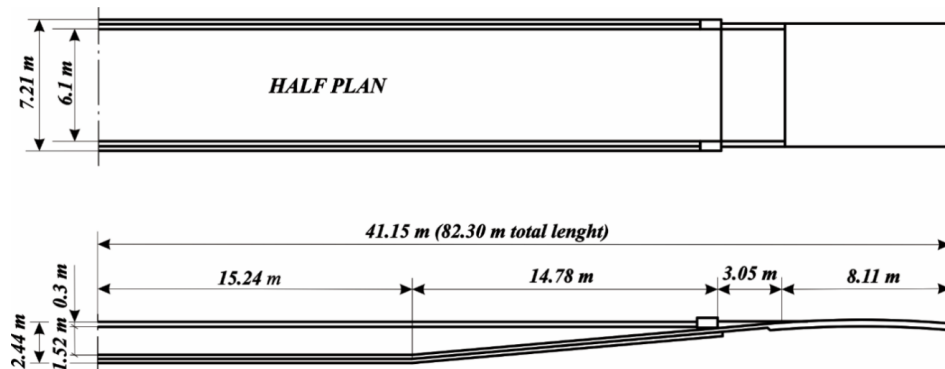 7.21 m
6.1 m
HALF PLAN
41.15 m (82.30 m total lenght)
15.24 m
14.78 m
3.05 m
8.11 m
0.3 m
1.52 m
2.44 m